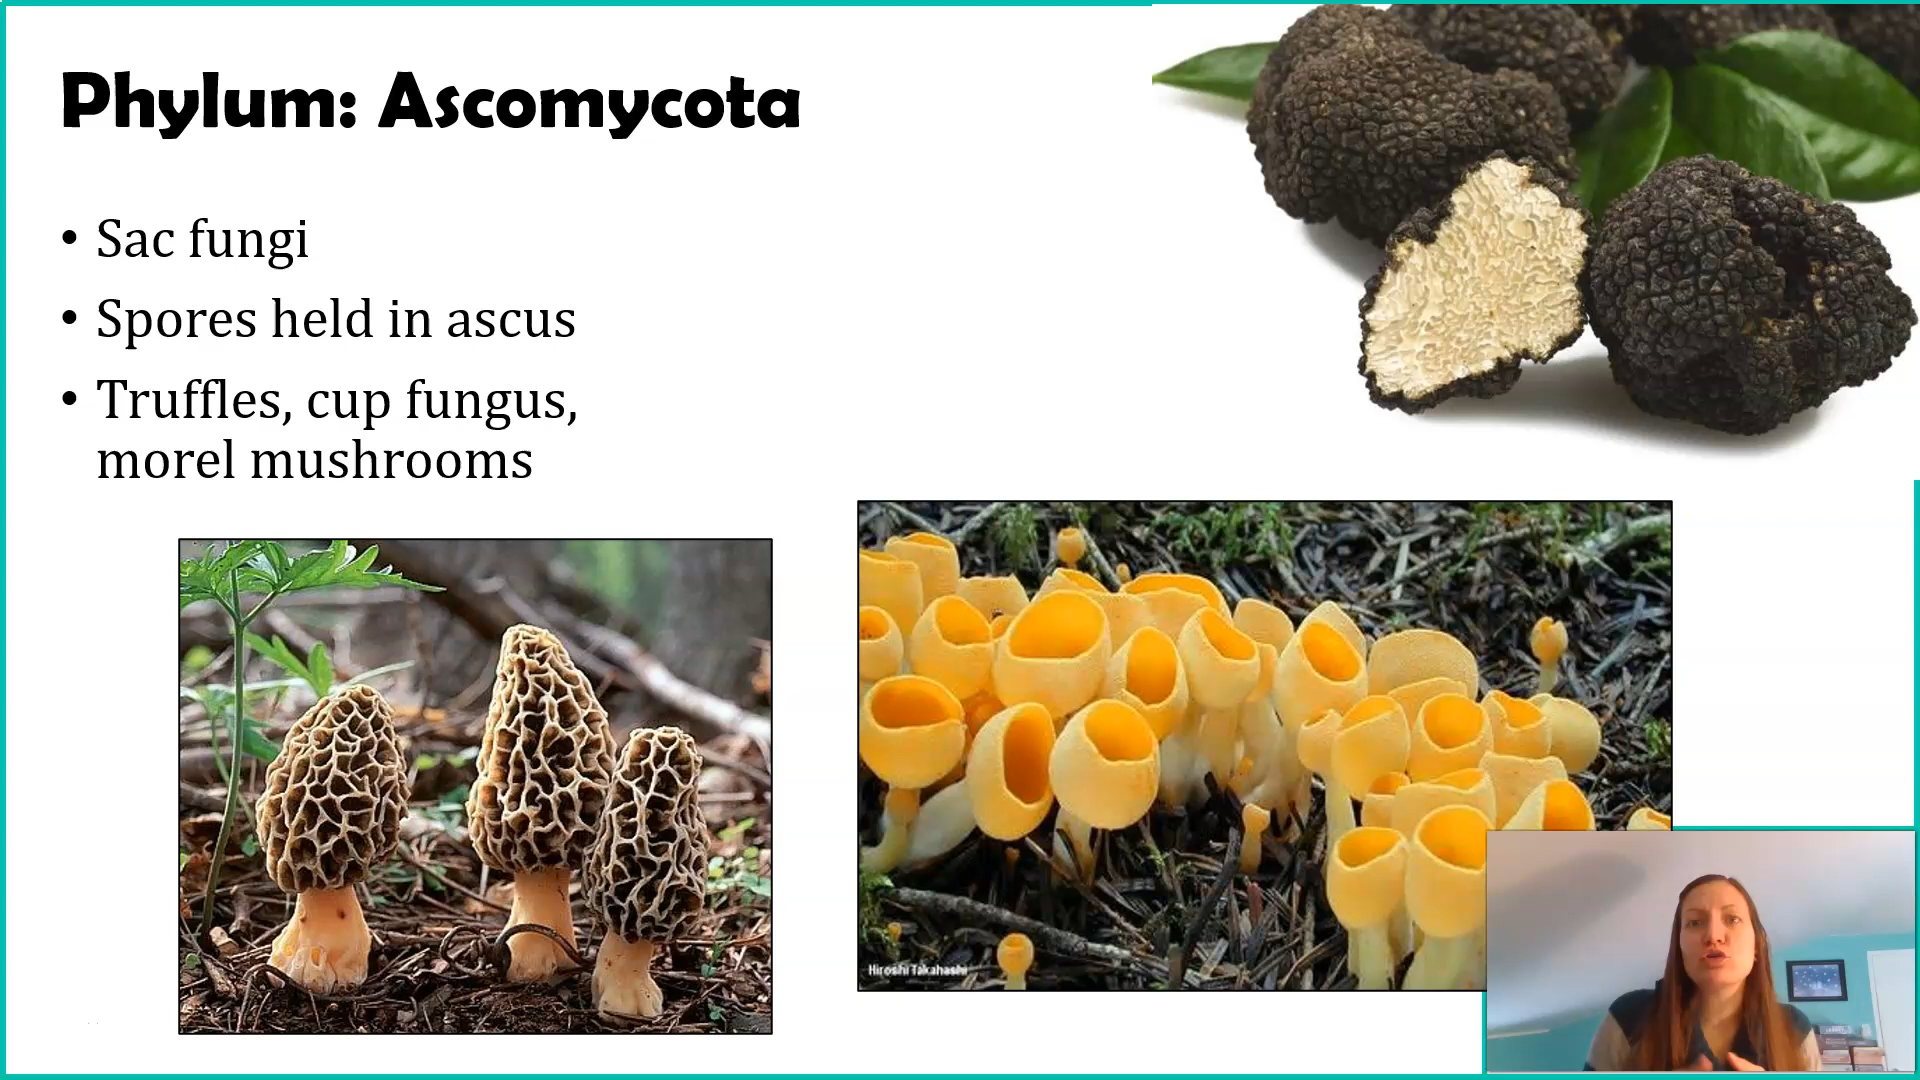 Phylum: Ascomycota
• Sac fungi
• Spores held in ascus
• Truffles, cup fungus,
morel mushrooms
Hiroshi Takahashi